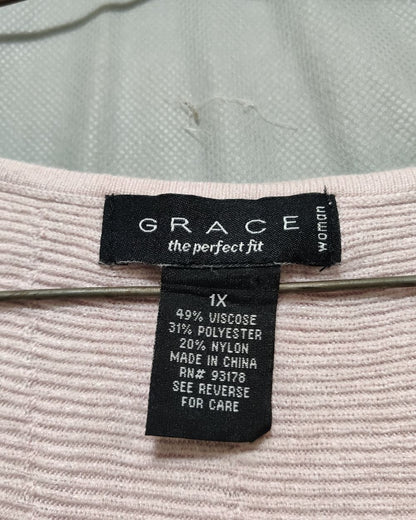 GRACE
woman
the perfect fit
1X
49% VISCOSE
31% POLYESTER
20% NYLON
MADE IN CHINA
RN# 93178
SEE REVERSE
FOR CARE